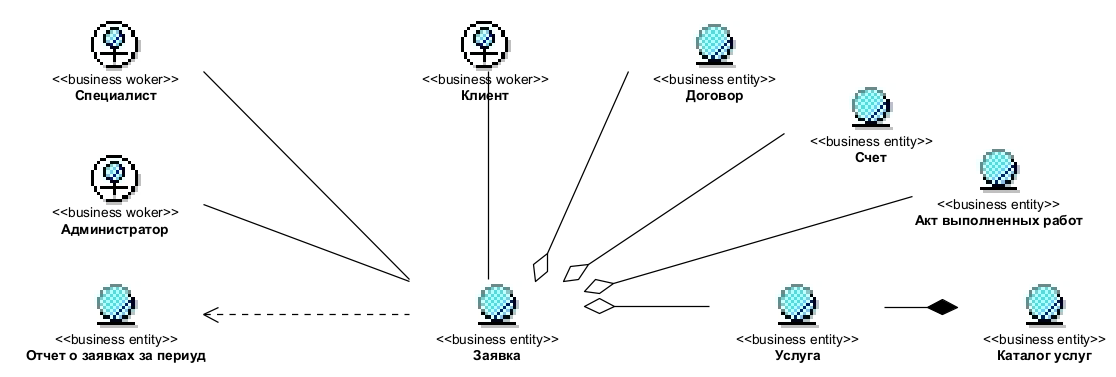 <<business woker>>
Специалист
<<business woker>>
Клиент
<<business entity>>
Договор
<<business entity>>
Счет
<<business entity>>
Акт выполненных работ
<<business woker>>
Администратор
<<business entity>>
Отчет о заявках за периуд
<<business entity>>
Заявка
<<business entity>>
Услуга
<<business entity>>
Каталог услуг